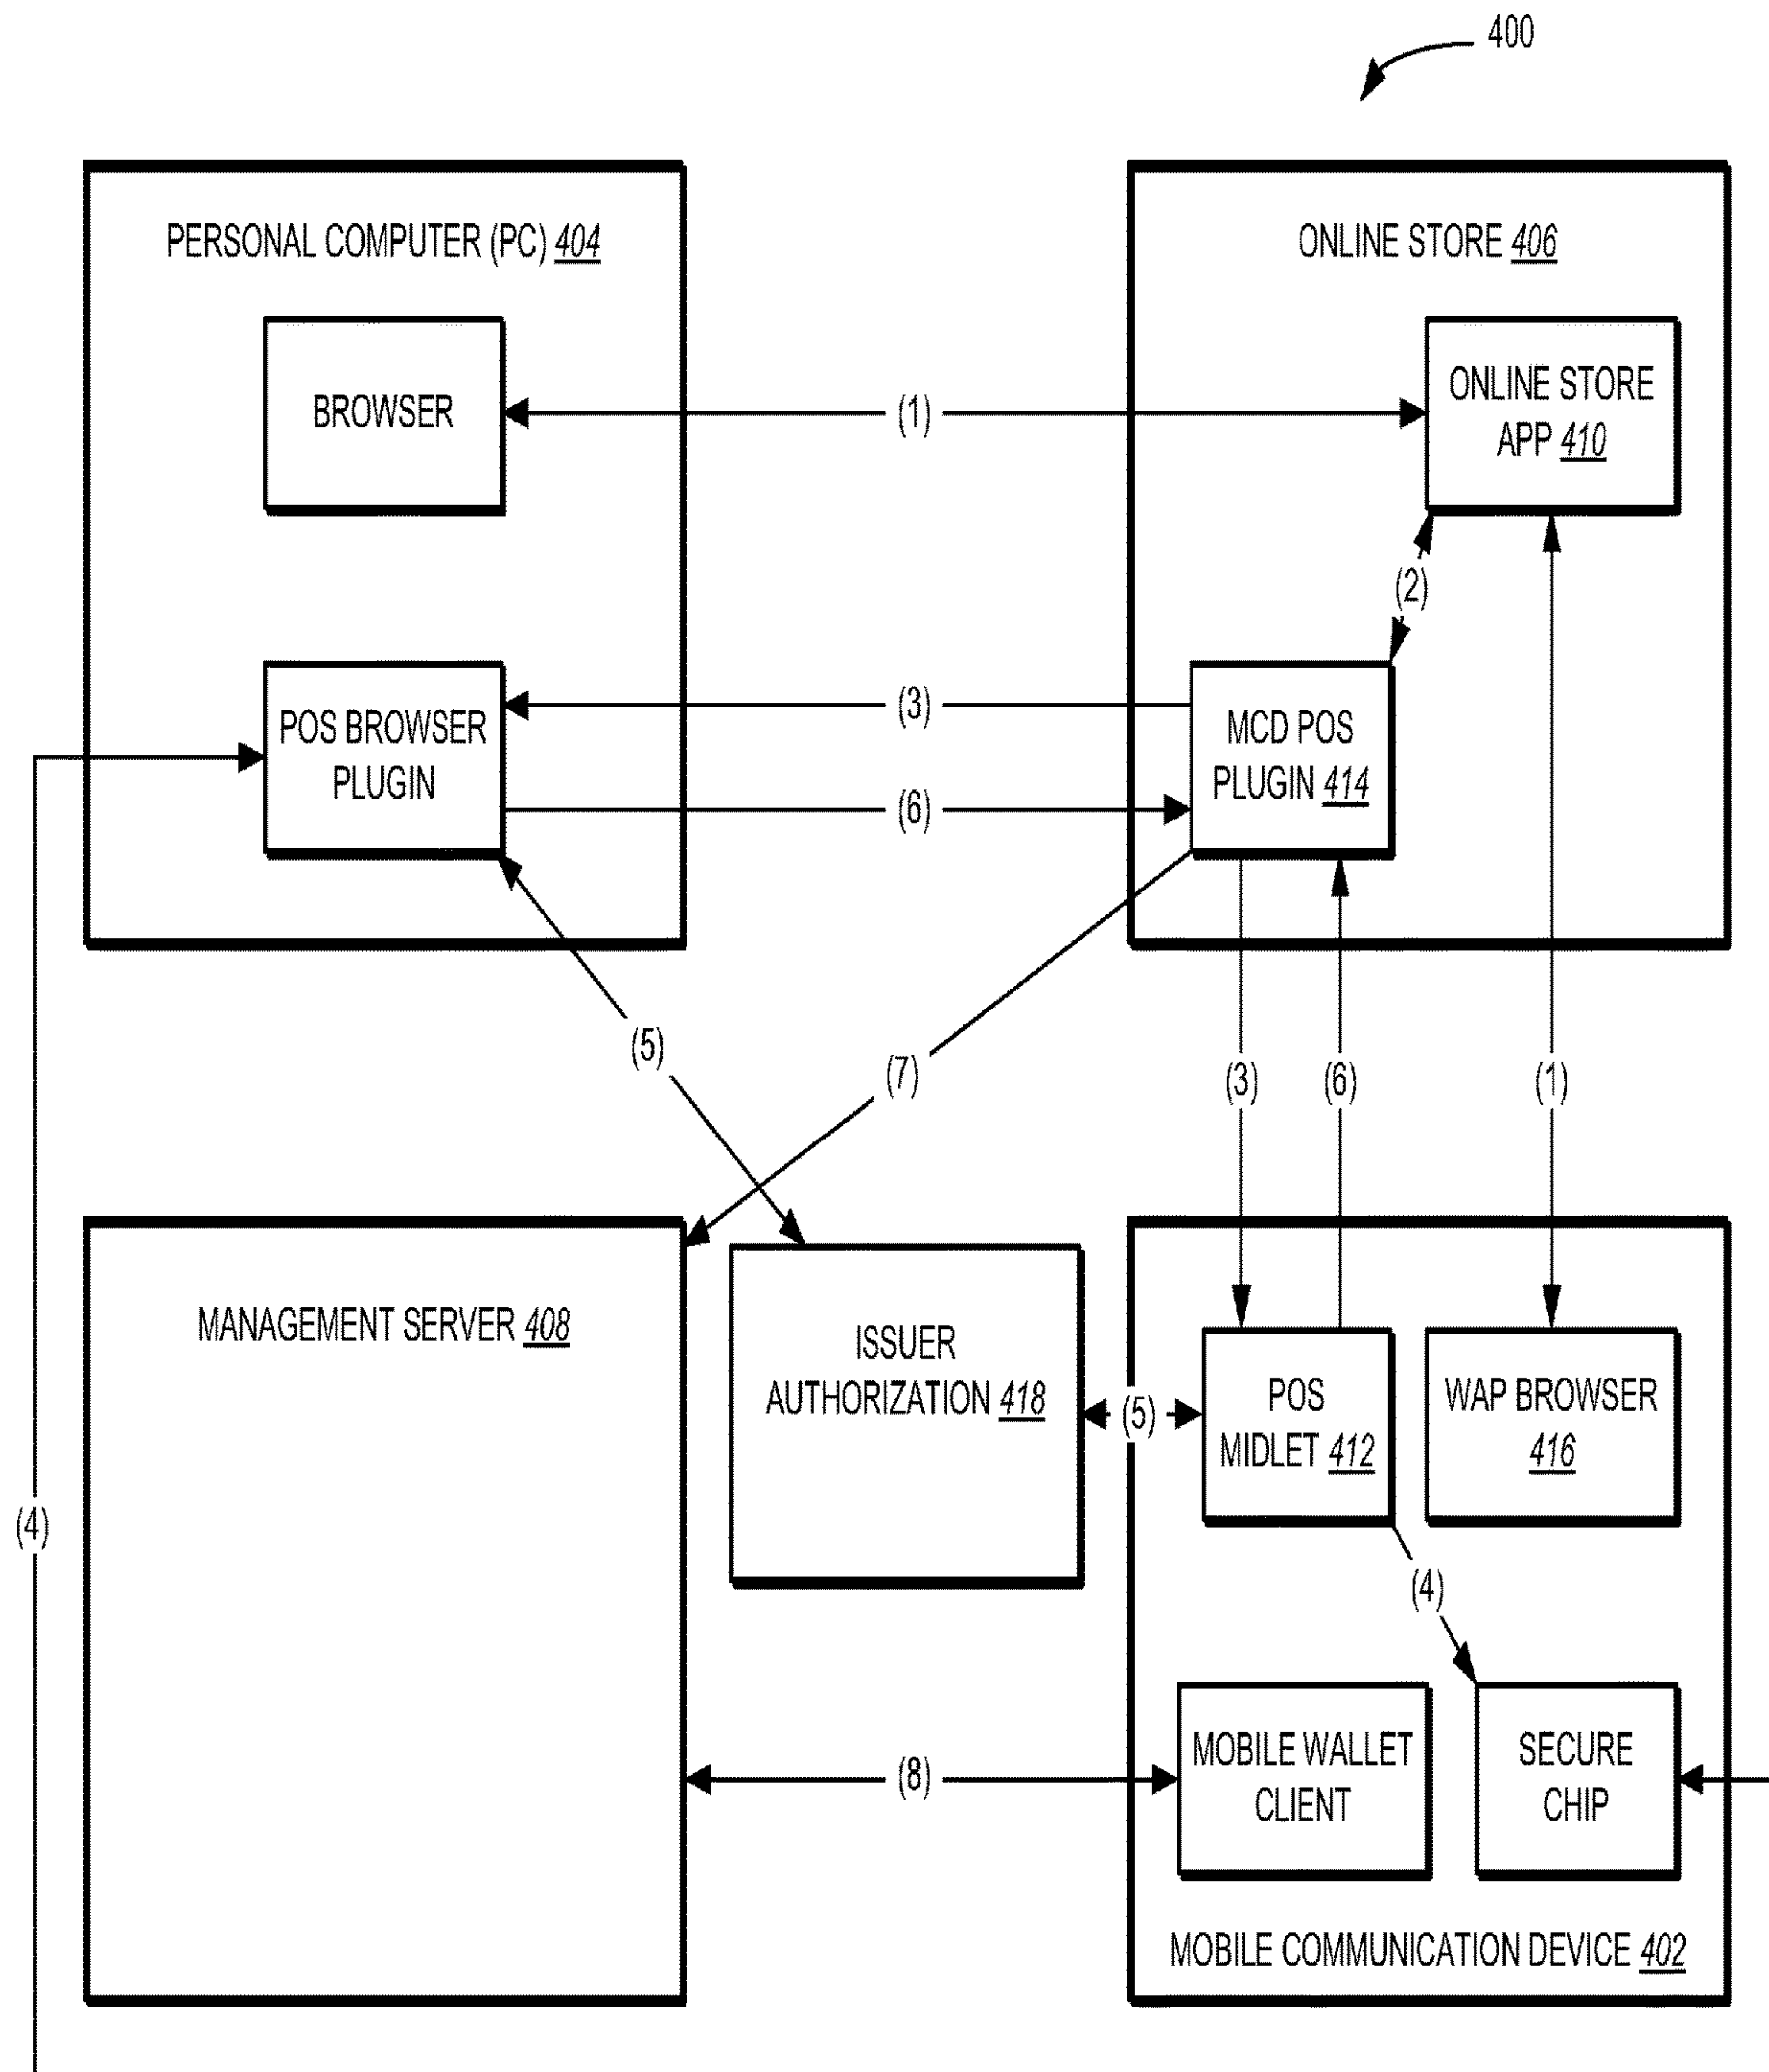 400
PERSONAL COMPUTER (PC) 404
ONLINE STORE 406
BROWSER
(1)
ONLINE STORE
APP 410
(2)
POS BROWSER
PLUGIN
(3)
(6)
MCD POS
PLUGIN 414
(5)
(7)
(3)
(6)
(1)
MANAGEMENT SERVER 408
ISSUER
AUTHORIZATION 418
(5)
POS
MIDLET 412
WAP BROWSER
416
(4)
(4)
(8)
MOBILE WALLET
CLIENT
SECURE
CHIP
MOBILE COMMUNICATION DEVICE 402